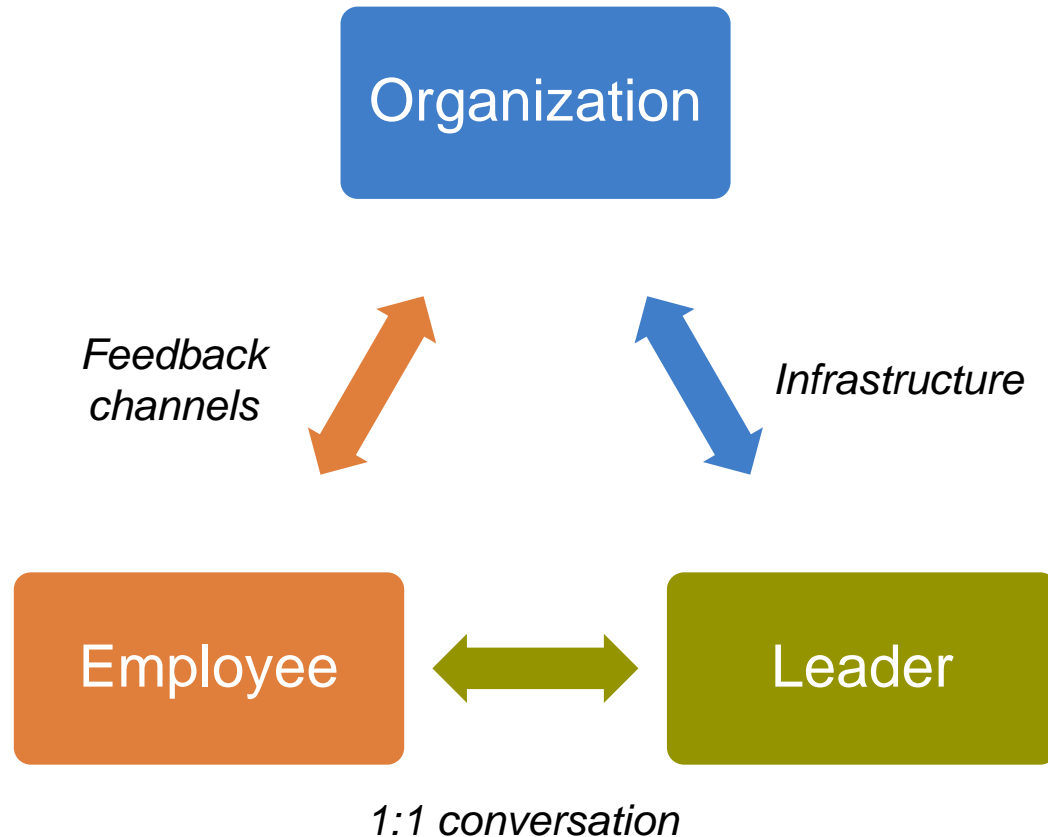 Organization
Feedback
channels
Infrastructure
Employee
Leader
1:1 conversation